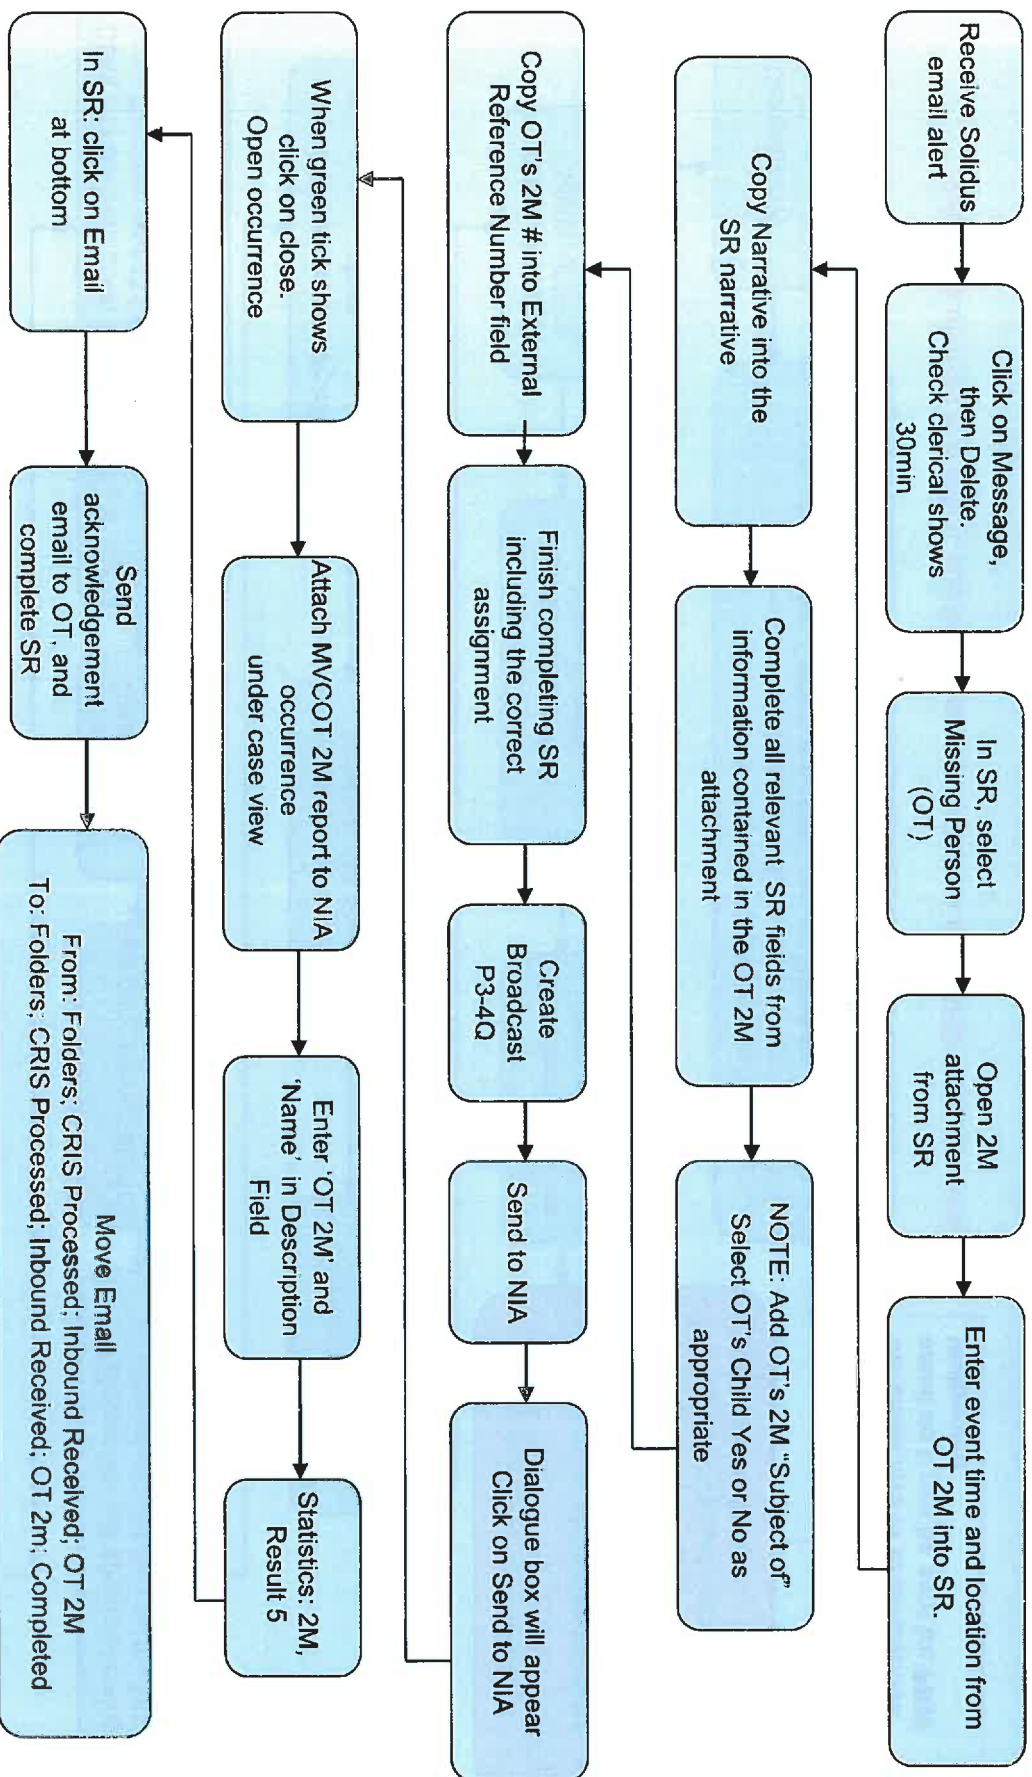 Receive Solidus
email alert
Click on Message,
then Delete.
Check clerical shows
30min
In SR, select
Missing Person
(OT)
Open 2M
attachment
from SR
Enter event time and location from
OT 2M into SR.
Copy Narrative into the
SR narrative
Complete all relevant SR fields from
information contained in the OT 2M
attachment
NOTE: Add OT's 2M "Subject of"
Select OT's Child Yes or No as
appropriate
Copy OT's 2M # into External
Reference Number field
Finish completing SR
including the correct
assignment
Create
Broadcast
P3-4Q
Send to NIA
Dialogue box will appear
Click on Send to NIA
When green tick shows
click on close.
Open occurrence
Attach MVCOT 2M report to NIA
occurrence
under case view
Enter 'OT 2M' and
'Name' in Description
Field
Statistics: 2M,
Result 5
In SR: click on Email
at bottom
Send
acknowledgement
email to OT, and
complete SR
Move Email
From: Folders; CRIS Processed; Inbound Received; OT 2M
To: Folders; CRIS Processed; Inbound Received; OT 2m; Completed